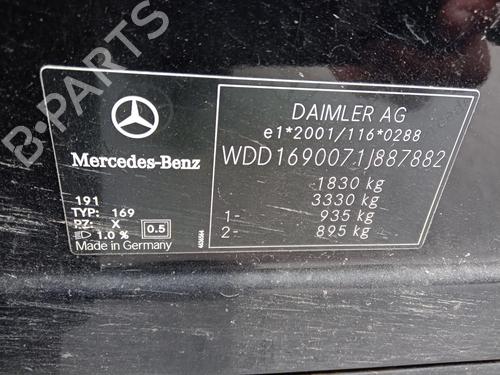 B-PARTS
DAIMLER AG
e1*2001/116*0288
WDD1690071J887882
1830 kg
3330 kg
1- 935 kg
2- 895 kg
Mercedes-Benz
191
TYP: 169
PZ: X
1.0 % 0.5
Made in Germany